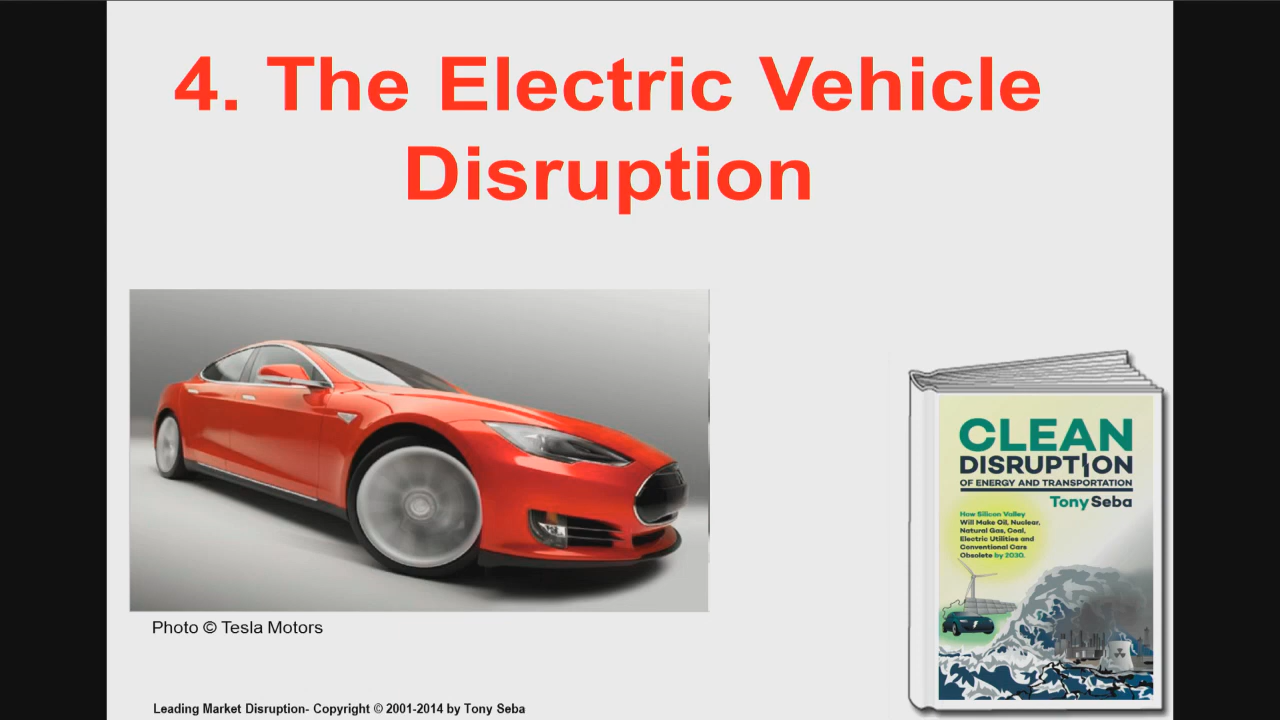 4. The Electric Vehicle
Disruption
CLEAN
DISRUPTION
OF ENERGY AND TRANSPORTATION
Tony Seba
How Silicon Valley
Will Make Oil, Nuclear,
Natural Gas, Coal,
Electric Utilities and
Conventional Cars
Obsolete by 2030.
Photo © Tesla Motors
Leading Market Disruption- Copyright © 2001-2014 by Tony Seba